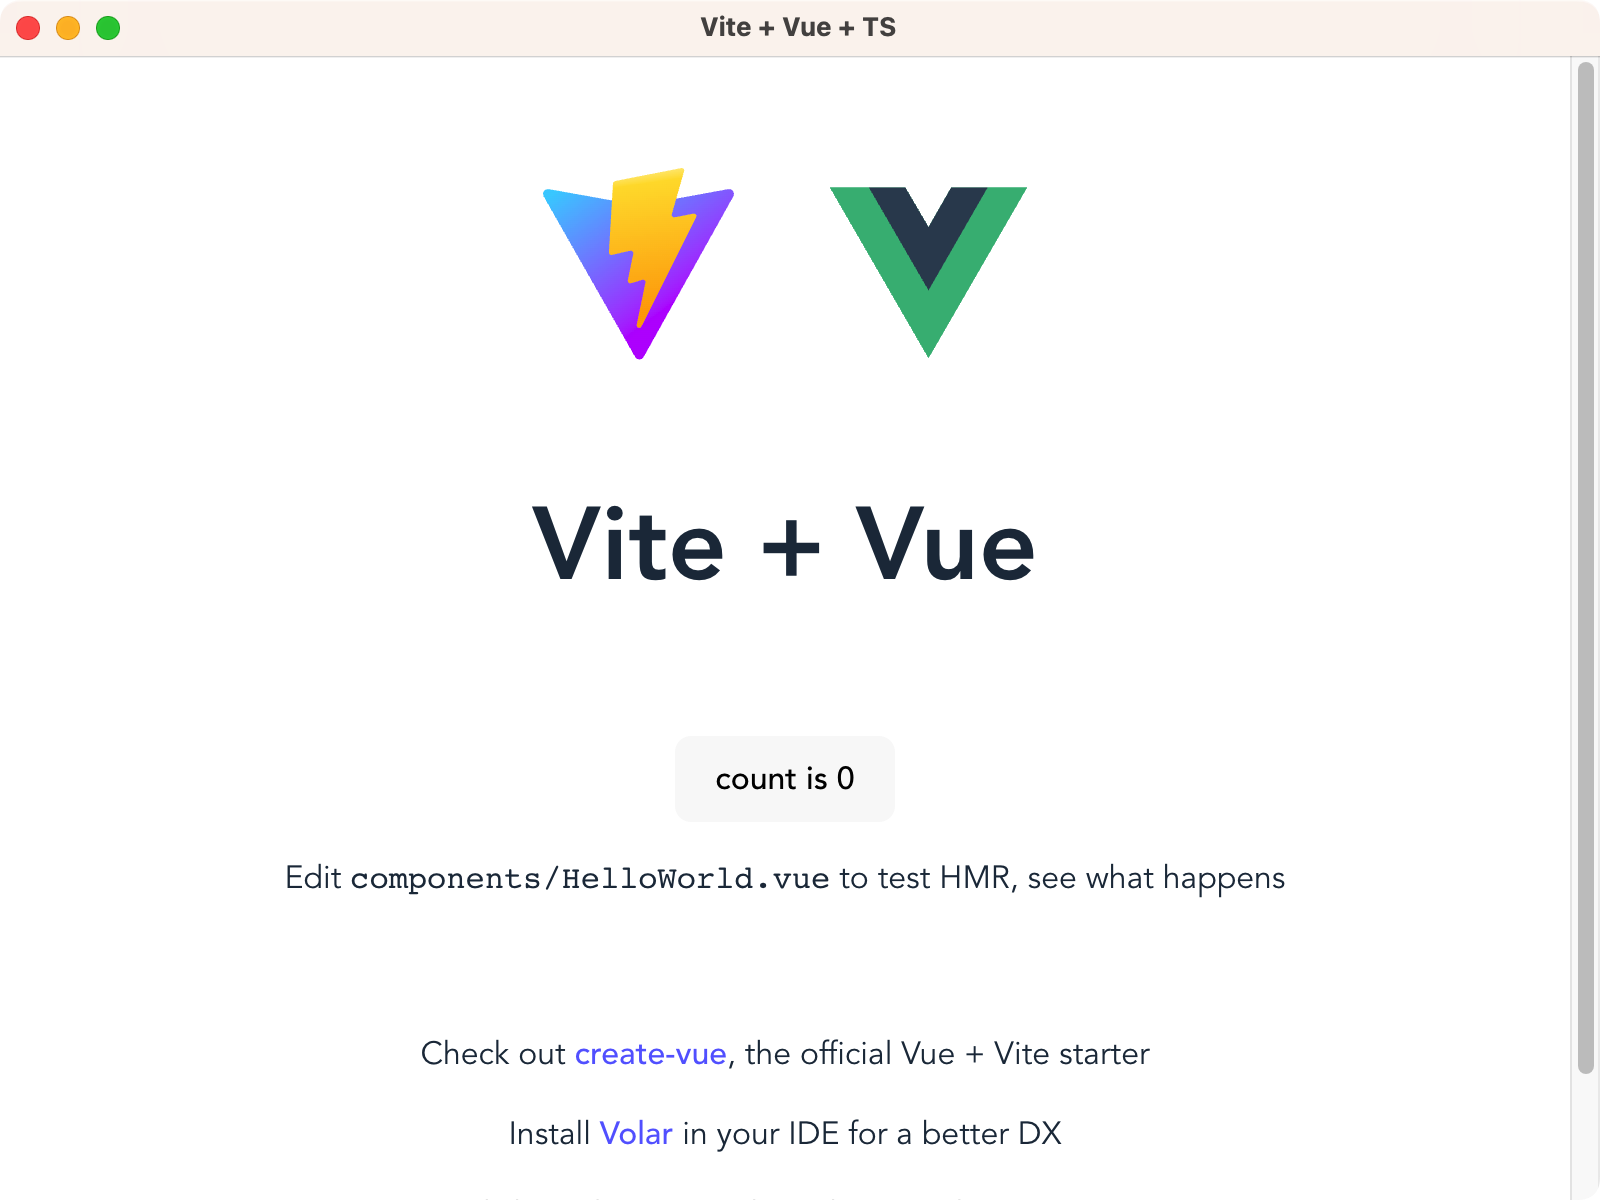 Vite + Vue + TS
Vite + Vue
count is 0
Edit components/HelloWorld.vue to test HMR, see what happens
Check out create-vue, the official Vue + Vite starter
Install Volar in your IDE for a better DX